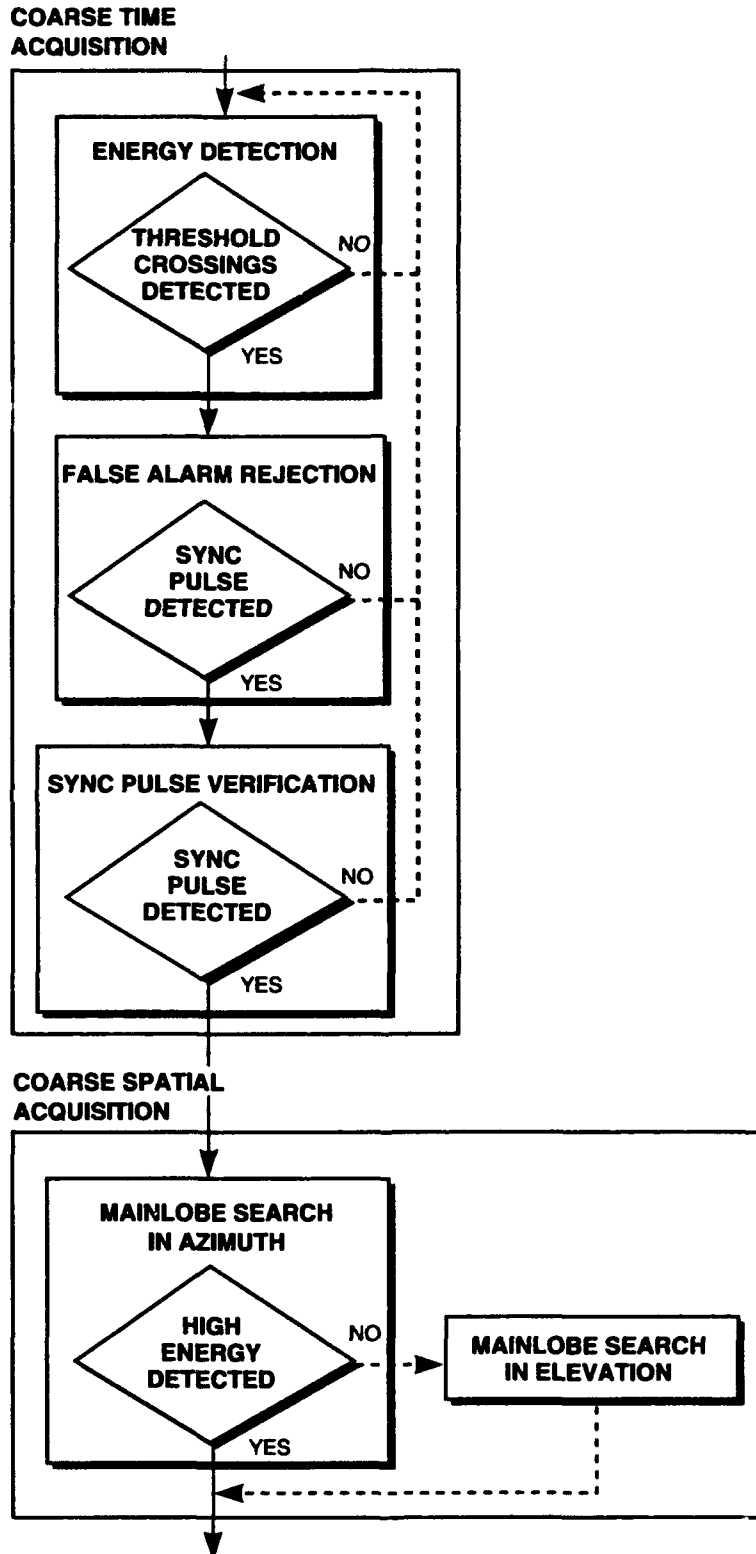 COARSE TIME
ACQUISITION
ENERGY DETECTION
THRESHOLD
CROSSINGS
DETECTED
NO
YES
FALSE ALARM REJECTION
SYNC
PULSE
DETECTED
NO
YES
SYNC PULSE VERIFICATION
SYNC
PULSE
DETECTED
NO
YES
COARSE SPATIAL
ACQUISITION
MAINLOBE SEARCH
IN AZIMUTH
HIGH
ENERGY
DETECTED
NO
YES
MAINLOBE SEARCH
IN ELEVATION